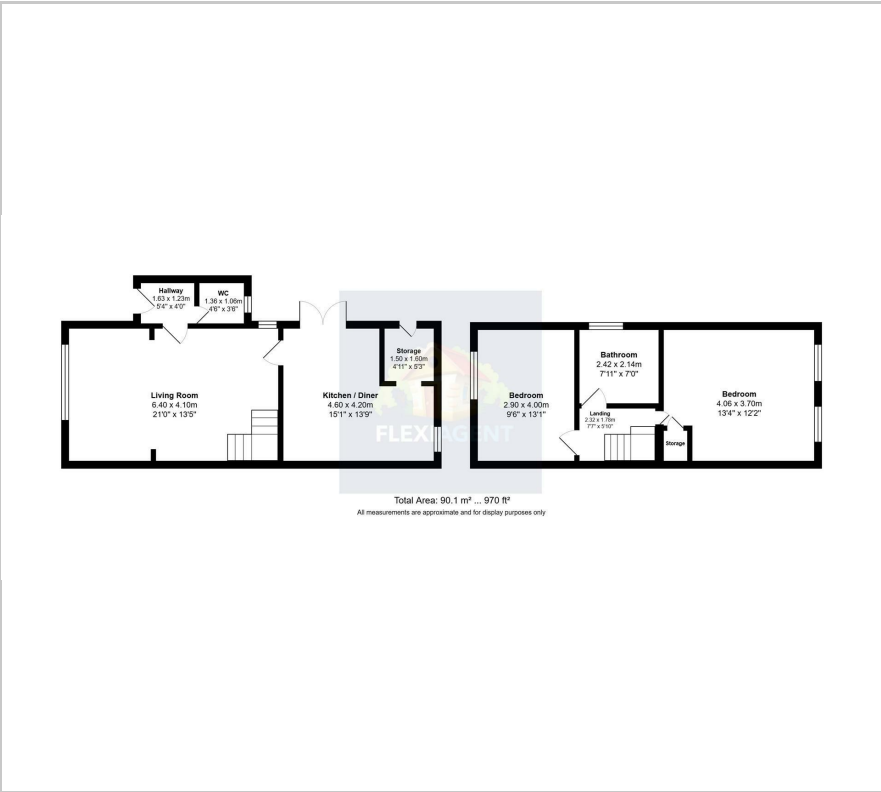 Hallway
1.63 x 1.23m
5'4" x 4'0"
WC
1.36 x 1.06m
4'6" x 3'6"
Living Room
6.40 x 4.10m
21'0" x 13'5"
Kitchen / Diner
4.60 x 4.20m
15'1" x 13'9"
Storage
1.50 x 1.60m
4'11" x 5'3"
FLEXIAGENT
Bedroom
2.90 x 4.00m
9'6" x 13'1"
Bathroom
2.42 x 2.14m
7'11" x 7'0"
Landing
2.32 x 1.78m
7'7" x 5'10"
Storage
Bedroom
4.06 x 3.70m
13'4" x 12'2"
Total Area: 90.1 m² ... 970 ft²
All measurements are approximate and for display purposes only